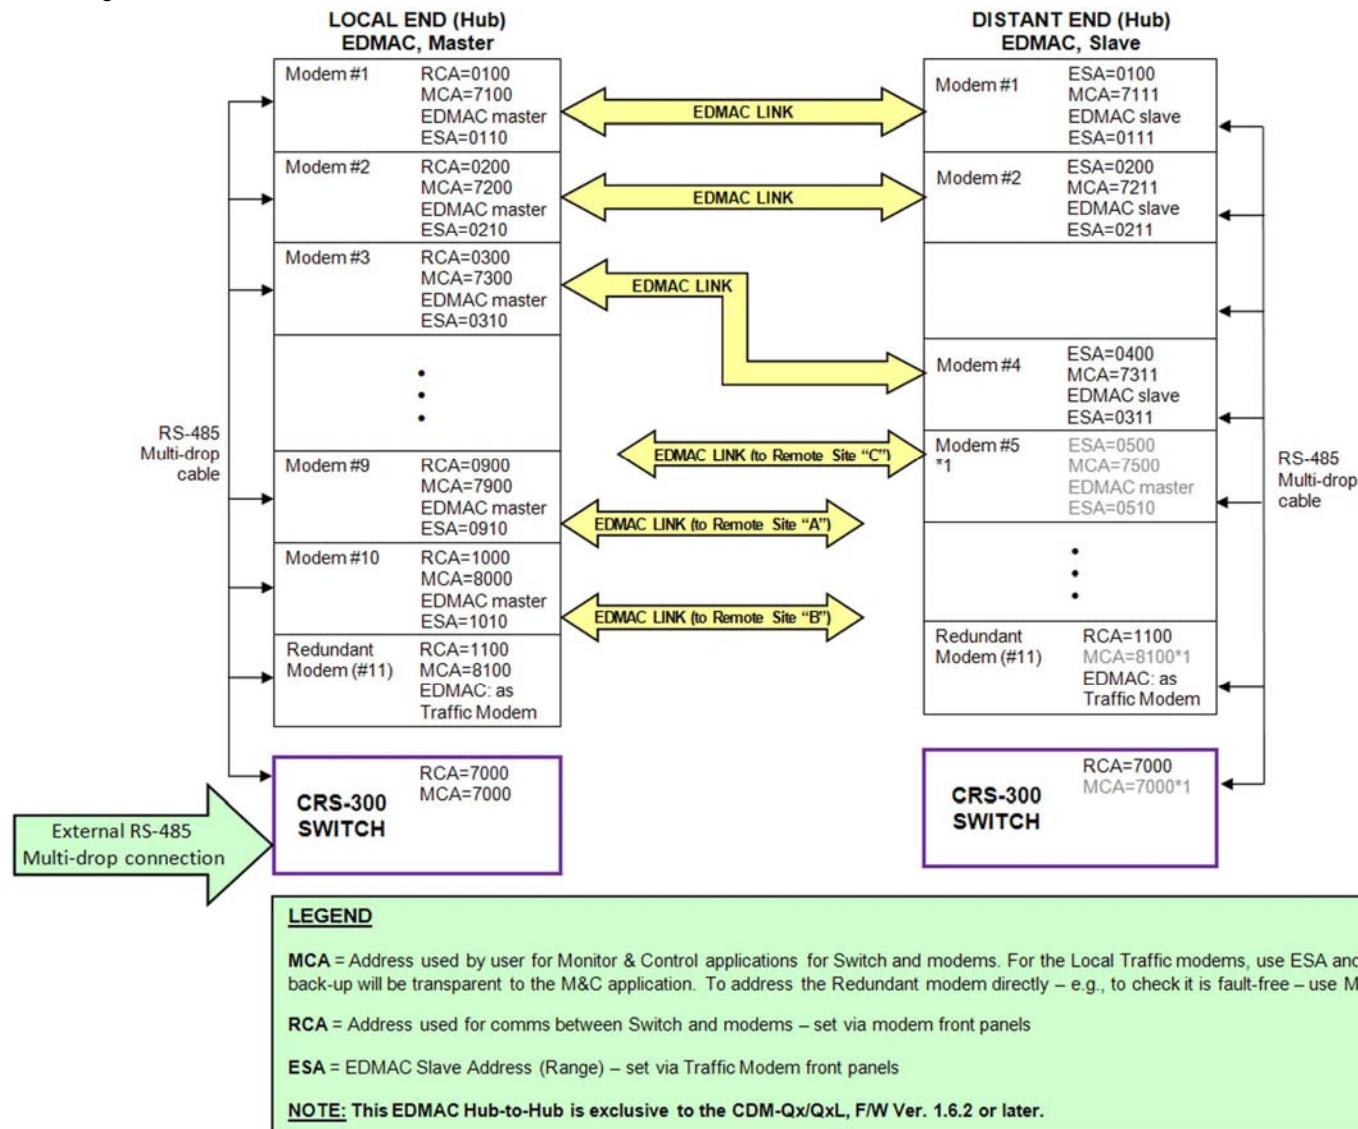 LOCAL END (Hub)
EDMAC, Master
DISTANT END (Hub)
EDMAC, Slave
Modem #1
RCA=0100
MCA=7100
EDMAC master
ESA=0110
EDMAC LINK
Modem #1
ESA=0100
MCA=7111
EDMAC slave
ESA=0111
Modem #2
RCA=0200
MCA=7200
EDMAC master
ESA=0210
EDMAC LINK
Modem #2
ESA=0200
MCA=7211
EDMAC slave
ESA=0211
Modem #3
RCA=0300
MCA=7300
EDMAC master
ESA=0310
EDMAC LINK
Modem #4
ESA=0400
MCA=7311
EDMAC slave
ESA=0311
RS-485
Multi-drop
cable
EDMAC LINK (to Remote Site "C")
Modem #5
*1
ESA=0500
MCA=7500
EDMAC master
ESA=0510
RS-485
Multi-drop
cable
Modem #9
RCA=0900
MCA=7900
EDMAC master
ESA=0910
EDMAC LINK (to Remote Site "A")
Modem #10
RCA=1000
MCA=8000
EDMAC master
ESA=1010
EDMAC LINK (to Remote Site "B")
Redundant
Modem (#11)
RCA=1100
MCA=8100
EDMAC: as
Traffic Modem
Redundant
Modem (#11)
RCA=1100
MCA=8100*1
EDMAC: as
Traffic Modem
RCA=7000
MCA=7000
CRS-300
SWITCH
RCA=7000
MCA=7000*1
CRS-300
SWITCH
External RS-485
Multi-drop connection
LEGEND
MCA = Address used by user for Monitor & Control applications for Switch and modems. For the Local Traffic modems, use ESA and
back-up will be transparent to the M&C application. To address the Redundant modem directly – e.g., to check it is fault-free – use M
RCA = Address used for comms between Switch and modems – set via modem front panels
ESA = EDMAC Slave Address (Range) – set via Traffic Modem front panels
NOTE: This EDMAC Hub-to-Hub is exclusive to the CDM-Qx/QxL, F/W Ver. 1.6.2 or later.